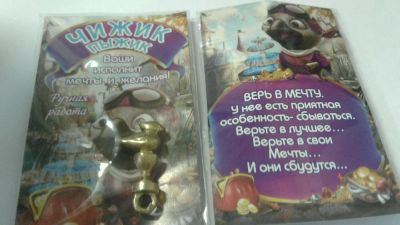 ЧИЖИК
ПЫЖИК
Ваши
исполнит
мечты и желания!
Ручная
работа
ВЕРЬ В МЕЧТУ.
У нее есть приятная
особенность- сбываться.
Верьте в лучшее...
Верьте в свои
Мечты...
И они сбудутся...